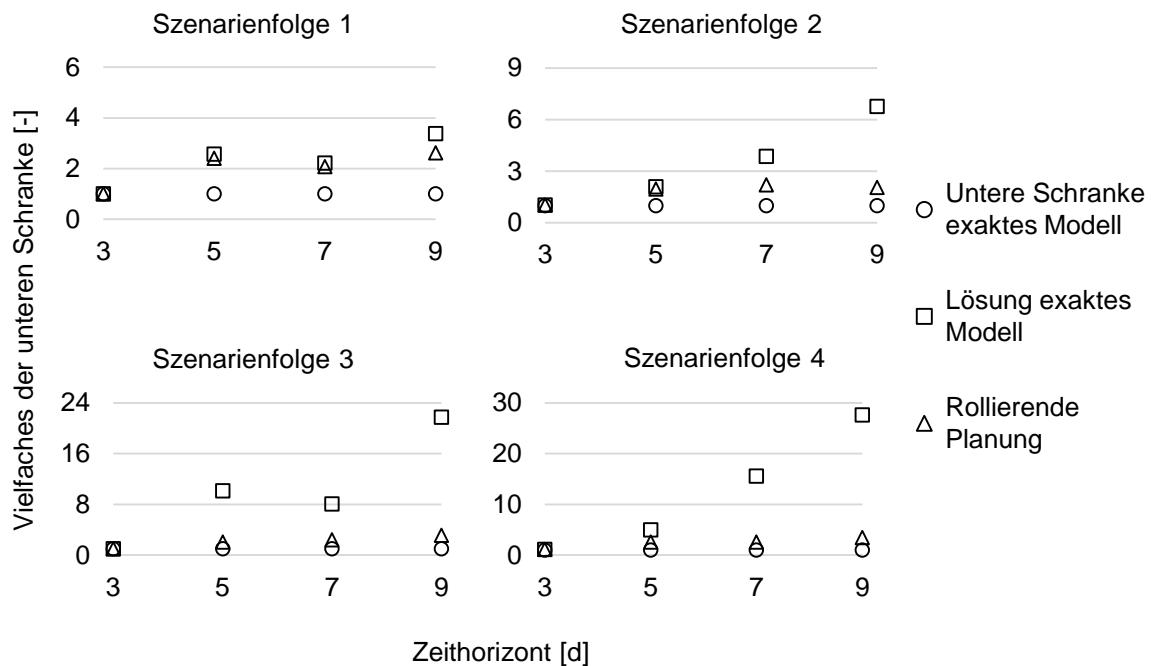 Szenarienfolge 1
6
4
2
0
3 5 7 9
Szenarienfolge 2
9
6
3
0
3 5 7 9
Szenarienfolge 3
24
16
8
0
3 5 7 9
Szenarienfolge 4
30
20
10
0
3 5 7 9
Vielfaches der unteren Schranke [-]
Zeithorizont [d]
Untere Schranke
exaktes Modell
Lösung exaktes
Modell
Rollierende
Planung